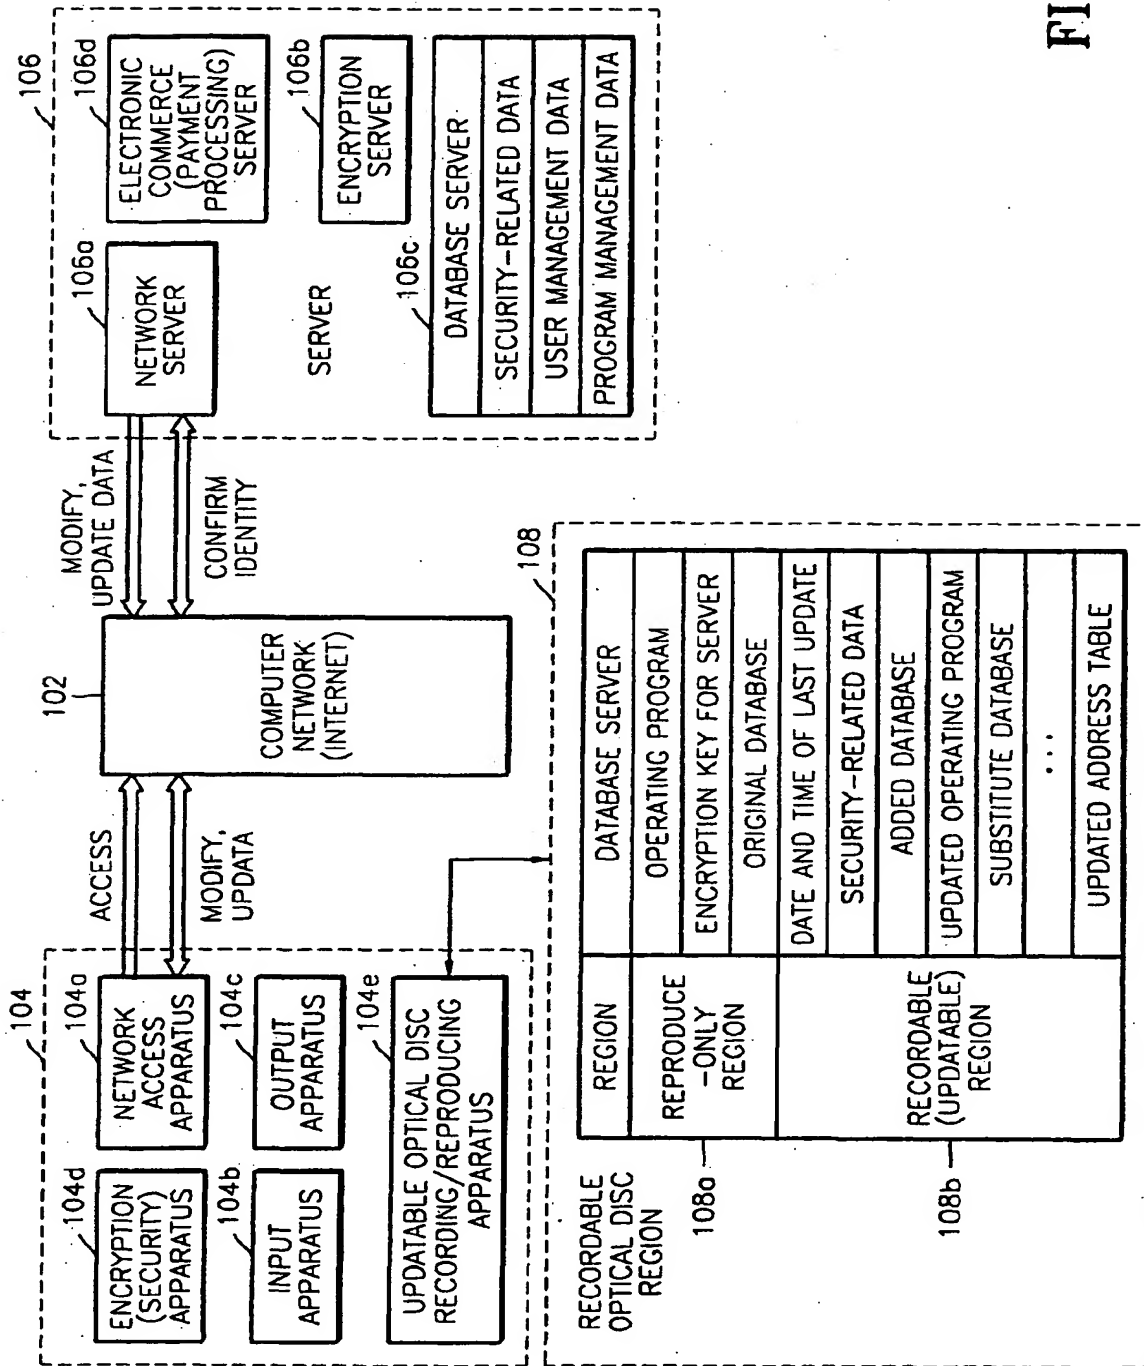 104
104d
ENCRYPTION
(SECURITY)
APPARATUS
104a
NETWORK
ACCESS
APPARATUS
104b
INPUT
APPARATUS
104c
OUTPUT
APPARATUS
104e
UPDATABLE OPTICAL DISC
RECORDING/REPRODUCING
APPARATUS
ACCESS
MODIFY,
UPDATA
102
COMPUTER
NETWORK
(INTERNET)
MODIFY,
UPDATE DATA
CONFIRM
IDENTITY
106
106a
NETWORK
SERVER
106d
ELECTRONIC
COMMERCE
(PAYMENT
PROCESSING)
SERVER
SERVER
106b
ENCRYPTION
SERVER
106c
DATABASE SERVER
SECURITY-RELATED DATA
USER MANAGEMENT DATA
PROGRAM MANAGEMENT DATA
108
RECORDABLE
OPTICAL DISC
REGION
REGION
DATABASE SERVER
108a
REPRODUCE
-ONLY
REGION
OPERATING PROGRAM
ENCRYPTION KEY FOR SERVER
ORIGINAL DATABASE
108b
RECORDABLE
(UPDATABLE)
REGION
DATE AND TIME OF LAST UPDATE
SECURITY-RELATED DATA
ADDED DATABASE
UPDATED OPERATING PROGRAM
SUBSTITUTE DATABASE
...
UPDATED ADDRESS TABLE
FI